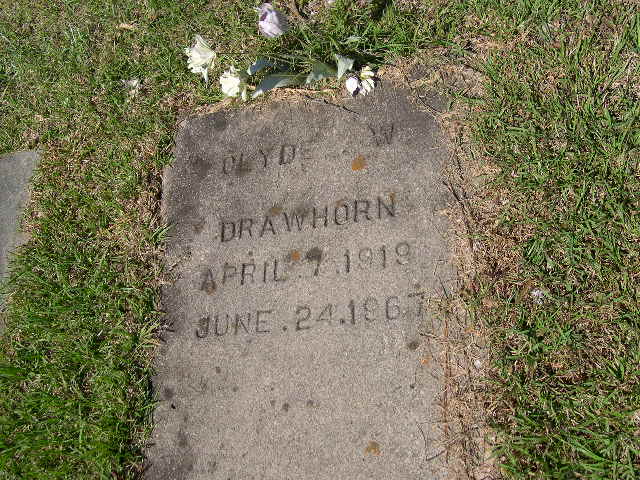 CLYDE W
DRAWHORN
APRIL.7.1919
JUNE.24.1967